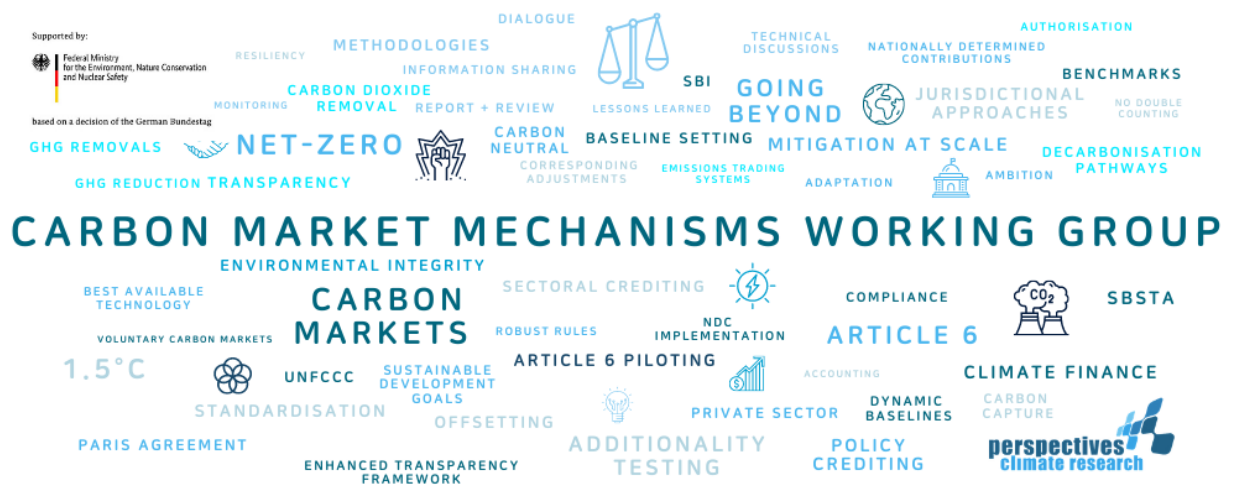 Supported by:
Federal Ministry
for the Environment, Nature Conservation
and Nuclear Safety
based on a decision of the German Bundestag
DIALOGUE
RESILIENCY
METHODOLOGIES
INFORMATION SHARING
MONITORING
CARBON DIOXIDE
REMOVAL
REPORT + REVIEW
LESSONS LEARNED
SBI
TECHNICAL
DISCUSSIONS
AUTHORISATION
NATIONALLY DETERMINED
CONTRIBUTIONS
GOING
BEYOND
BENCHMARKS
JURISDICTIONAL
APPROACHES
NO DOUBLE
COUNTING
GHG REMOVALS
NET-ZERO
CARBON
NEUTRAL
BASELINE SETTING
MITIGATION AT SCALE
DECARBONISATION
PATHWAYS
GHG REDUCTION
TRANSPARENCY
CORRESPONDING
ADJUSTMENTS
EMISSIONS TRADING
SYSTEMS
ADAPTATION
AMBITION
CARBON MARKET MECHANISMS WORKING GROUP
ENVIRONMENTAL INTEGRITY
BEST AVAILABLE
TECHNOLOGY
CARBON
MARKETS
SECTORAL CREDITING
COMPLIANCE
CO2
SBSTA
VOLUNTARY CARBON MARKETS
ROBUST RULES
NDC
IMPLEMENTATION
ARTICLE 6
1.5°C
UNFCCC
SUSTAINABLE
DEVELOPMENT
GOALS
ARTICLE 6 PILOTING
$
ACCOUNTING
CLIMATE FINANCE
STANDARDISATION
OFFSETTING
PRIVATE SECTOR
DYNAMIC
BASELINES
CARBON
CAPTURE
PARIS AGREEMENT
ENHANCED TRANSPARENCY
FRAMEWORK
ADDITIONALITY
TESTING
POLICY
CREDITING
perspectives
climate research